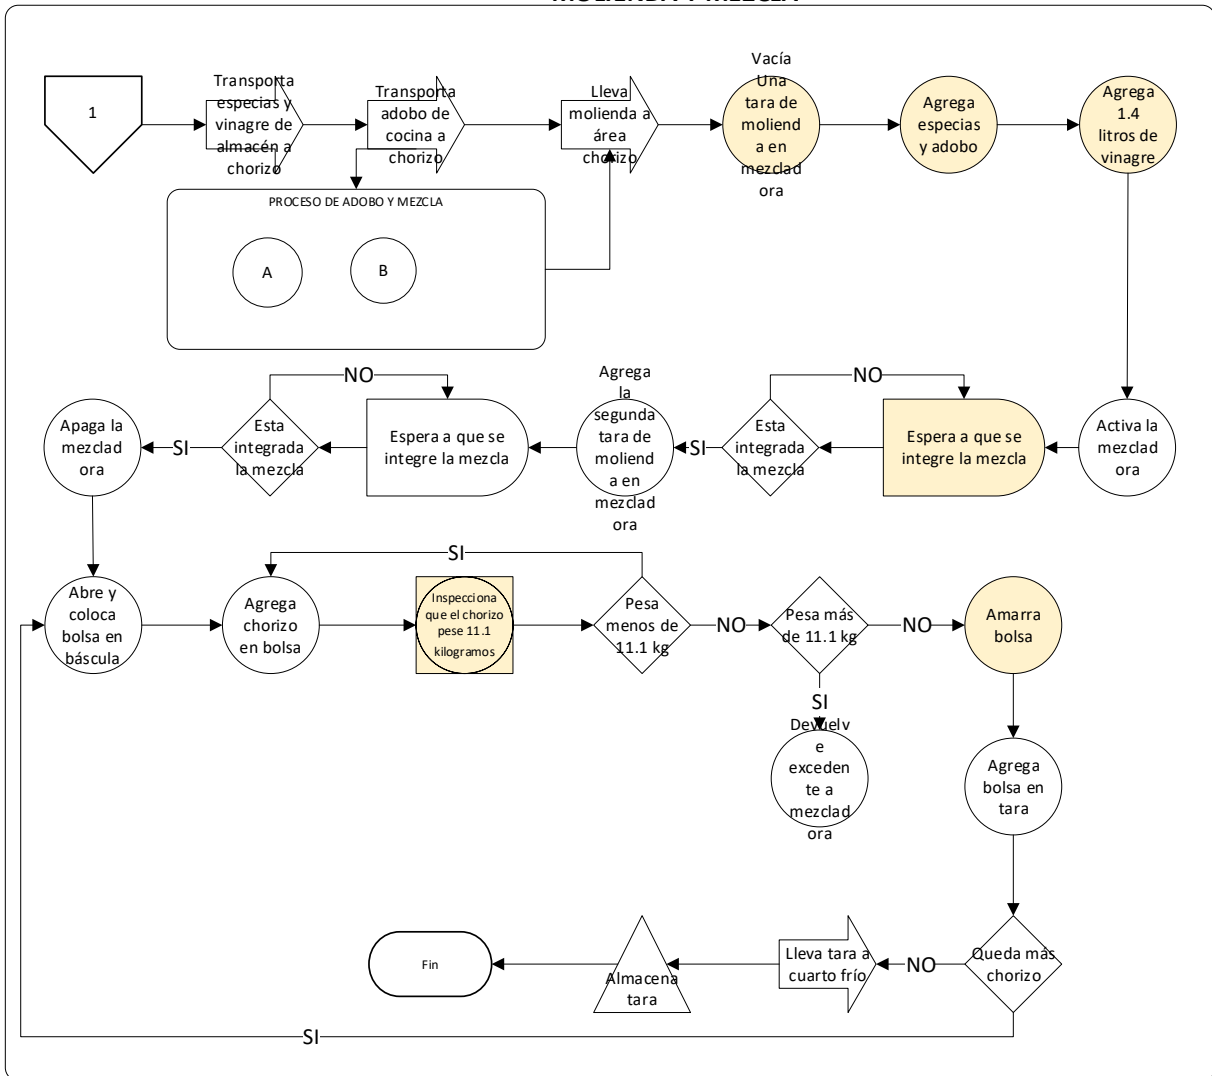 1
Transporta
especias y
vinagre de
almacén a
chorizo
Transporta
adobo de
cocina a
chorizo
Lleva
molienda a
área
chorizo
Vacía
Una
tara de
moliend
a en
mezclad
ora
Agrega
especias
y adobo
Agrega
1.4
litros de
vinagre
PROCESO DE ADOBO Y MEZCLA
A
B
Activa la
mezclad
ora
Espera a que se
integre la mezcla
NO
Esta
integrada
la mezcla
SI
Agrega
la
segunda
tara de
moliend
a en
mezclad
ora
Espera a que se
integre la mezcla
NO
Esta
integrada
la mezcla
SI
Apaga la
mezclad
ora
Abre y
coloca
bolsa en
báscula
Agrega
chorizo
en bolsa
Inspecciona
que el chorizo
pese 11.1
kilogramos
SI
Pesa
menos de
11.1 kg
NO
Pesa más
de 11.1 kg
NO
Amarra
bolsa
SI
Devuelv
e
exceden
te a
mezclad
ora
Agrega
bolsa en
tara
Queda más
chorizo
NO
Lleva tara a
cuarto frío
Almacena
tara
Fin
SI